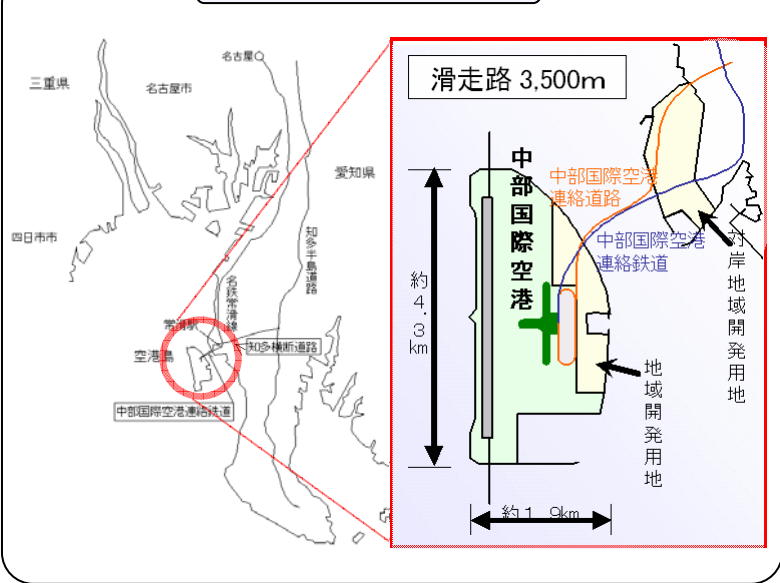 名古屋
三重県
名古屋市
愛知県
四日市市
知多半島道路
名鉄常滑線
常滑駅
空港島
知多横断道路
中部国際空港連絡鉄道
滑走路 3,500m
中部国際空港
中部国際空港
連絡道路
中部国際空港
連絡鉄道
対岸地域開発用地
約4.3km
地域開発用地
約1.9km